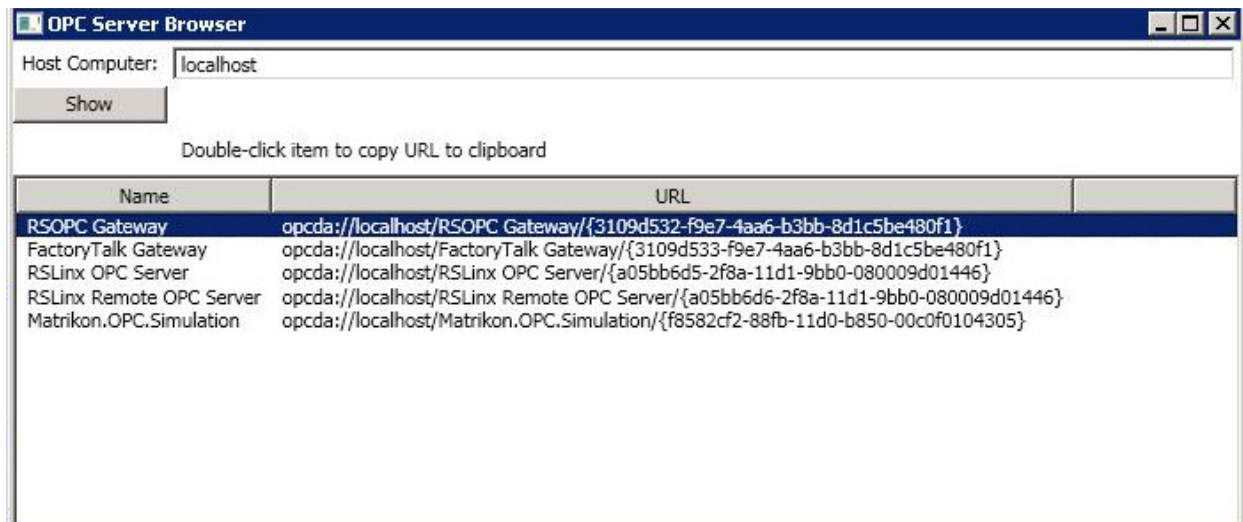 OPC Server Browser
Host Computer: localhost
Show
Double-click item to copy URL to clipboard
Name URL
RSOPC Gateway opcda://localhost/RSOPC Gateway/{3109d532-f9e7-4aa6-b3bb-8d1c5be480f1}
FactoryTalk Gateway opcda://localhost/FactoryTalk Gateway/{3109d533-f9e7-4aa6-b3bb-8d1c5be480f1}
RSLinx OPC Server opcda://localhost/RSLinx OPC Server/{a05bb6d5-2f8a-11d1-9bb0-080009d01446}
RSLinx Remote OPC Server opcda://localhost/RSLinx Remote OPC Server/{a05bb6d6-2f8a-11d1-9bb0-080009d01446}
Matrikon.OPC.Simulation opcda://localhost/Matrikon.OPC.Simulation/{f8582cf2-88fb-11d0-b850-00c0f0104305}